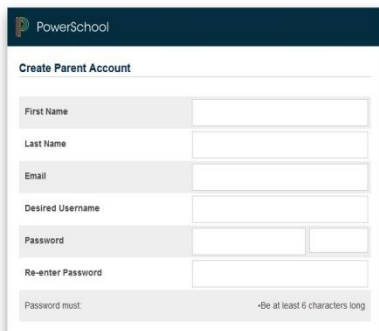 PowerSchool
Create Parent Account
First Name
Last Name
Email
Desired Username
Password
Re-enter Password
Password must: •Be at least 6 characters long